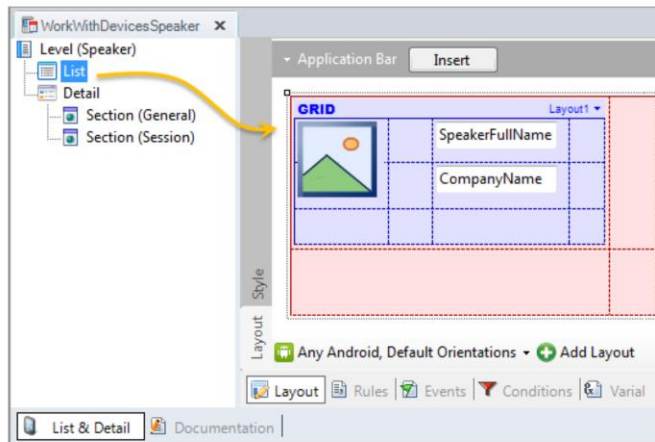 WorkWithDevicesSpeaker x
Level (Speaker)
List
Detail
Section (General)
Section (Session)
Application Bar Insert
GRID Layout1
SpeakerFullName
CompanyName
Style
Layout
Any Android, Default Orientations Add Layout
Layout Rules Events Conditions Varial
List & Detail Documentation